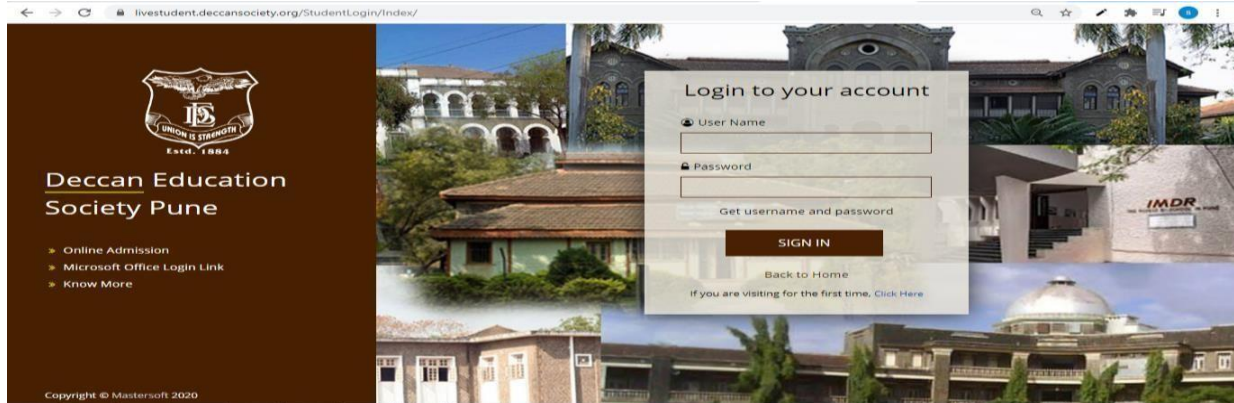 livestudent.deccansociety.org/StudentLogin/Index/
DES
UNION IS STRENGTH
Estd. 1884
Deccan Education
Society Pune
» Online Admission
» Microsoft Office Login Link
» Know More
Copyright © Mastersoft 2020
Login to your account
User Name
Password
Get username and password
SIGN IN
Back to Home
If you are visiting for the first time, Click Here
IMDR